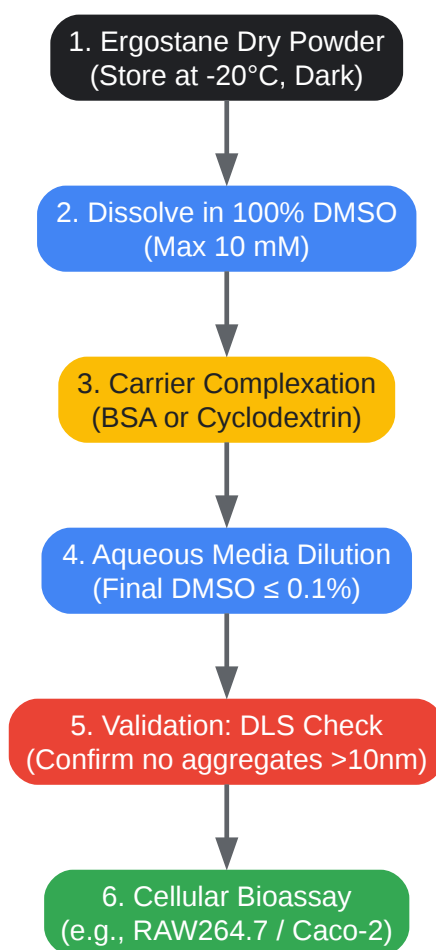 1. Ergostane Dry Powder
(Store at -20°C, Dark)
2. Dissolve in 100% DMSO
(Max 10 mM)
3. Carrier Complexation
(BSA or Cyclodextrin)
4. Aqueous Media Dilution
(Final DMSO ≤ 0.1%)
5. Validation: DLS Check
(Confirm no aggregates >10nm)
6. Cellular Bioassay
(e.g., RAW264.7 / Caco-2)